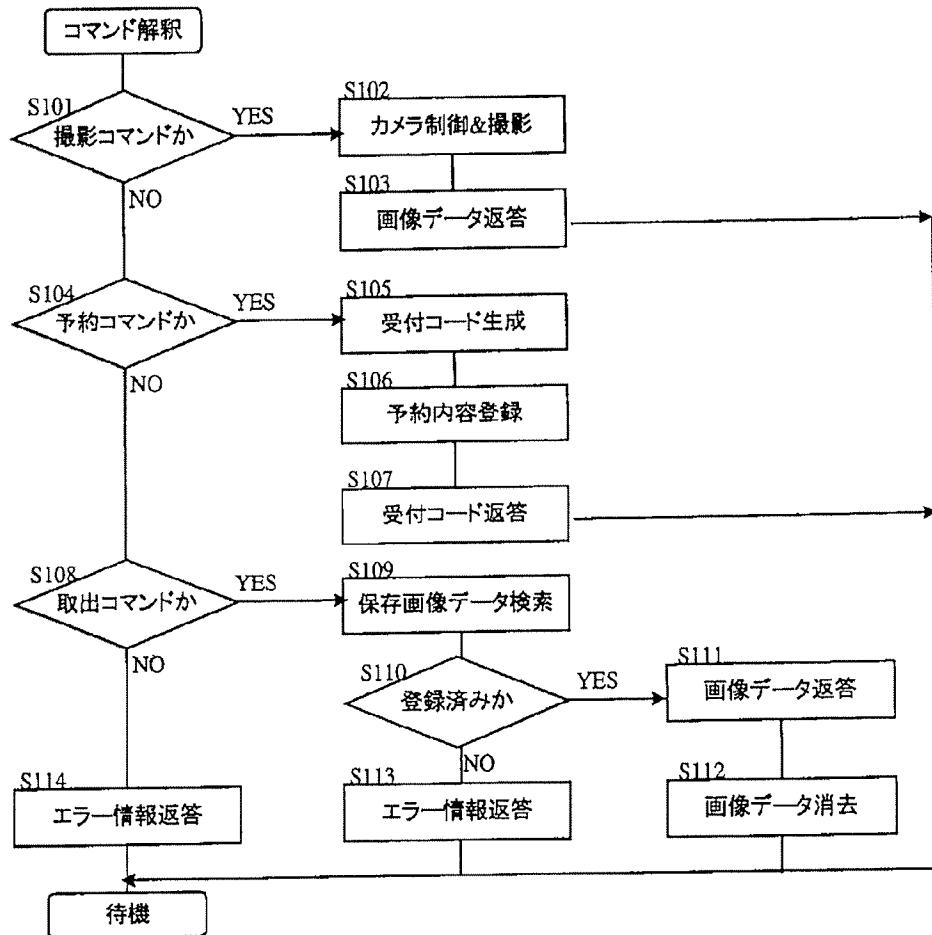 コマンド解釈
S101
撮影コマンドか
YES
NO
S102
カメラ制御&撮影
S103
画像データ返答
S104
予約コマンドか
YES
NO
S105
受付コード生成
S106
予約内容登録
S107
受付コード返答
S108
取出コマンドか
YES
NO
S109
保存画像データ検索
S110
登録済みか
YES
NO
S111
画像データ返答
S112
画像データ消去
S113
エラー情報返答
S114
エラー情報返答
待機